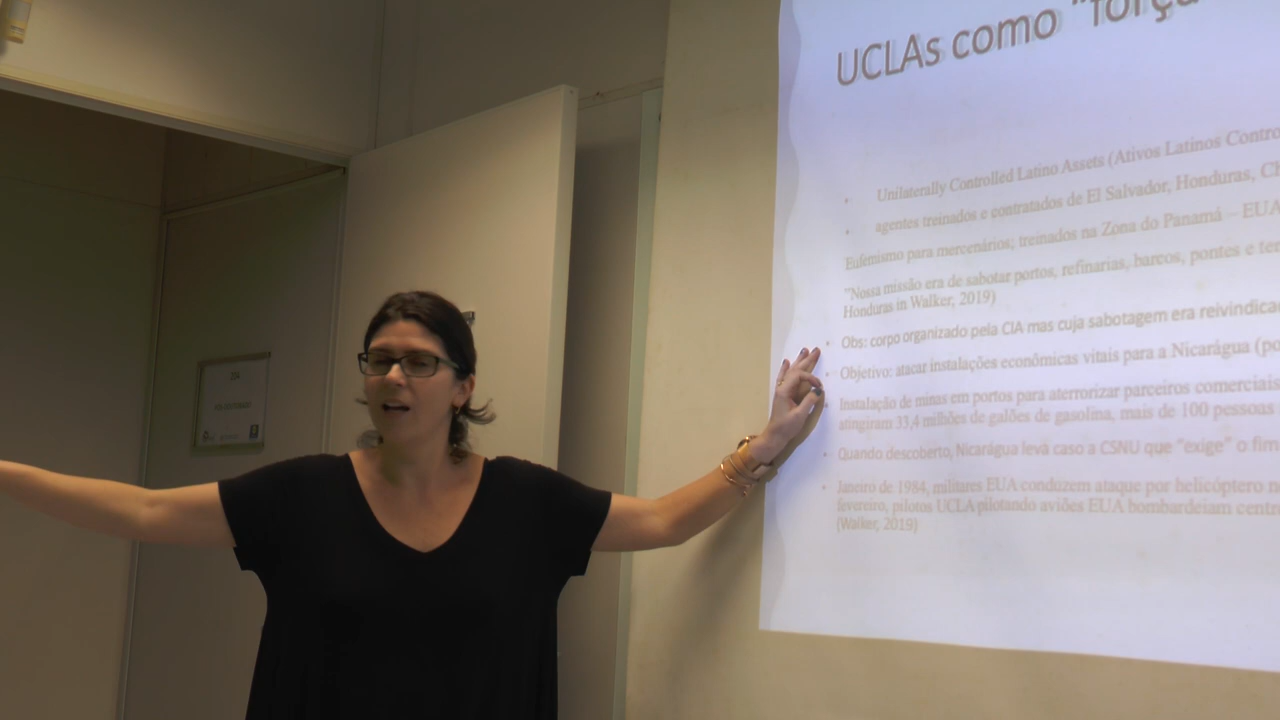 UCLAs como "força
Unilaterally Controlled Latino Assets (Ativos Latinos Contro
agentes treinados e contratados de El Salvador, Honduras, Ch
Eufemismo para mercenários; treinados na Zona do Panamá – EUA
"Nossa missão era de sabotar portos, refinarias, barcos, pontes e ten
Honduras in Walker, 2019)
Obs: corpo organizado pela CIA mas cuja sabotagem era reivindica
Objetivo: atacar instalações econômicas vitais para a Nicarágua (po
Instalação de minas em portos para aterrorizar parceiros comerciais
atingiram 33,4 milhões de galões de gasolina, mais de 100 pessoas
Quando descoberto, Nicarágua leva caso a CSNU que "exige" o fim
Janeiro de 1984, militares EUA conduzem ataque por helicóptero n
fevereiro, pilotos UCLA pilotando aviões EUA bombardeiam centr
(Walker, 2019)